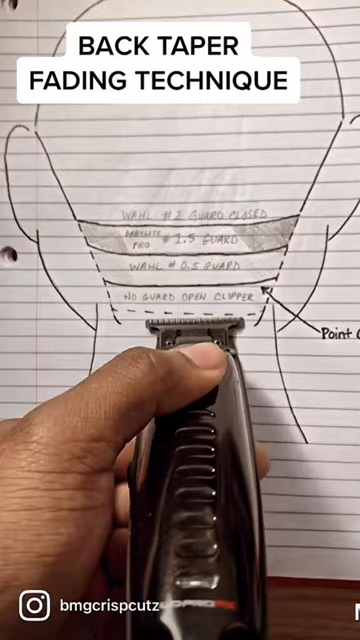 BACK TAPER
FADING TECHNIQUE
WAHL #2 GUARD CLOSED
BABYLISS
PRO #1.5 GUARD
WAHL #0.5 GUARD
NO GUARD OPEN CLIPPER
Point
bmgcrispcutz